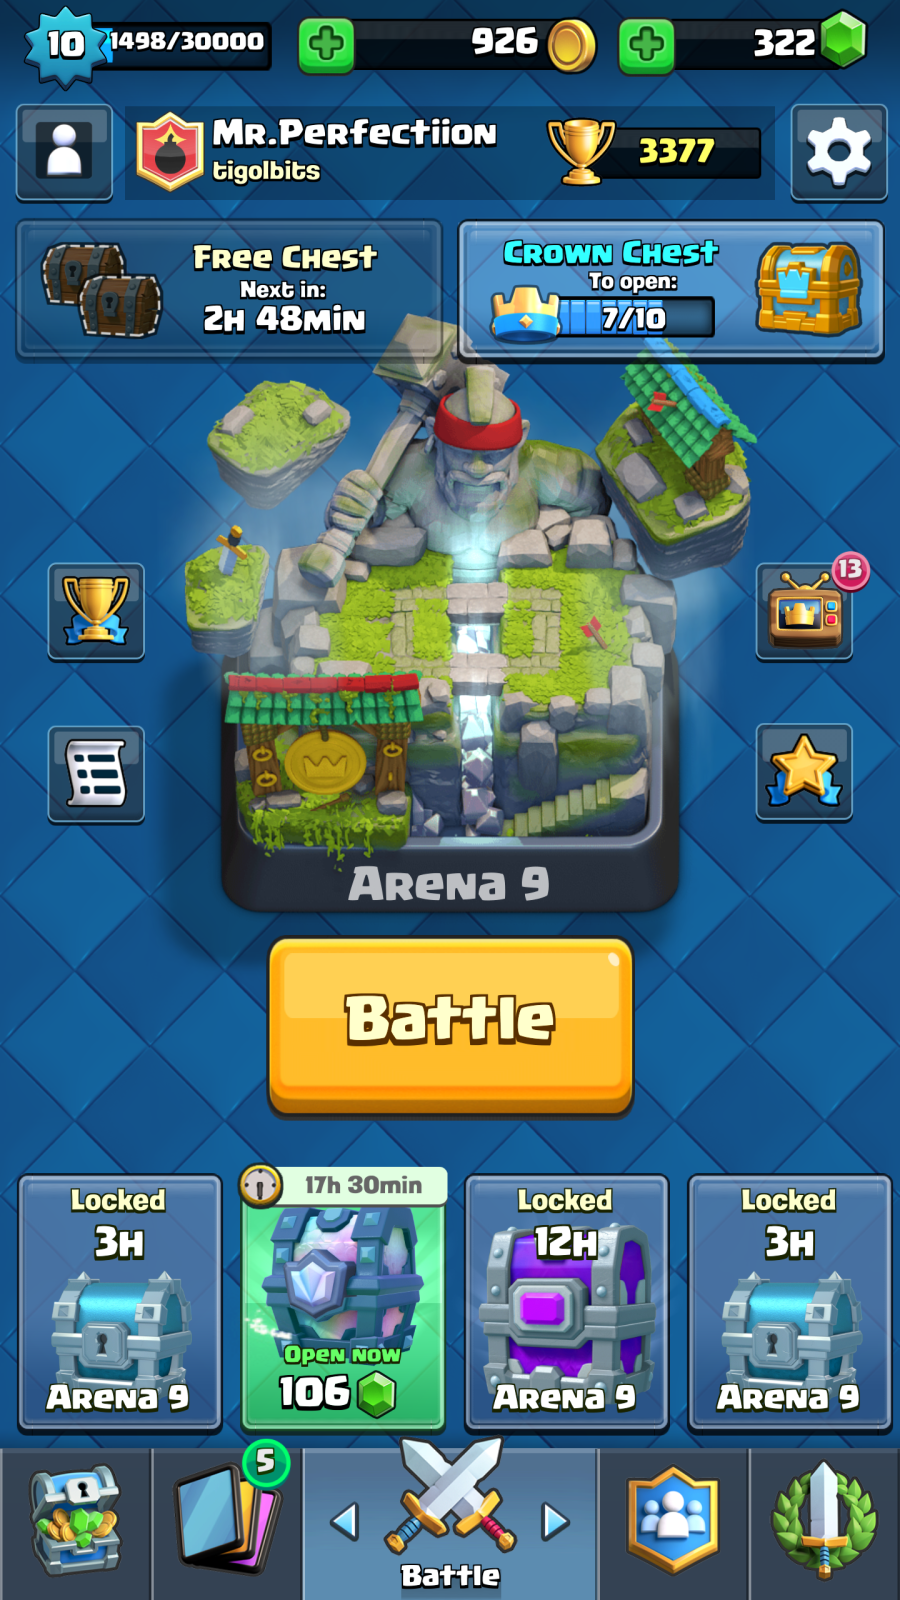 10
1498/30000
926
322
Mr.Perfectiion
tigolbits
3377
Free Chest
Next in:
2h 48min
Crown Chest
To open:
7/10
13
Arena 9
Battle
Locked
3h
Arena 9
17h 30min
Open now
106
Locked
12h
Arena 9
Locked
3h
Arena 9
5
Battle